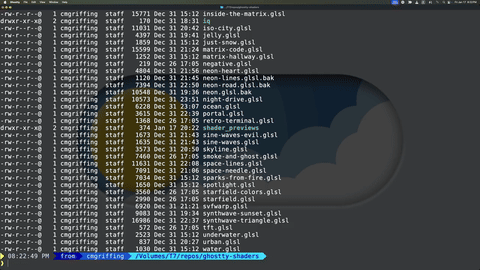 -rw-r--r--@ 1 cmgriffing staff 15771 Dec 31 15:12 inside-the-matrix.glsl
drwxr-xr-x@ 2 cmgriffing staff 170 Dec 31 18:31 iq
-rw-r--r--@ 1 cmgriffing staff 11031 Dec 31 20:42 iso-city.glsl
-rw-r--r--@ 1 cmgriffing staff 4397 Dec 31 19:41 jelly.glsl
-rw-r--r--@ 1 cmgriffing staff 1859 Dec 31 15:12 just-snow.glsl
-rw-r--r--@ 1 cmgriffing staff 15599 Dec 31 21:24 matrix-code.glsl
-rw-r--r--@ 1 cmgriffing staff 1252 Dec 31 15:12 matrix-hallway.glsl
-rw-r--r--@ 1 cmgriffing staff 219 Dec 26 17:05 negative.glsl
-rw-r--r--@ 1 cmgriffing staff 4804 Dec 31 21:56 neon-heart.glsl
-rw-r--r--@ 1 cmgriffing staff 1120 Dec 31 21:45 neon-lines.glsl.bak
-rw-r--r--@ 1 cmgriffing staff 7394 Dec 31 22:50 neon-road.glsl.bak
-rw-r--r--@ 1 cmgriffing staff 10548 Dec 31 19:36 neon.glsl.bak
-rw-r--r--@ 1 cmgriffing staff 10573 Dec 31 23:51 night-drive.glsl
-rw-r--r--@ 1 cmgriffing staff 6228 Dec 31 23:07 ocean.glsl
-rw-r--r--@ 1 cmgriffing staff 3615 Dec 31 22:39 portal.glsl
-rw-r--r--@ 1 cmgriffing staff 1368 Dec 26 17:05 retro-terminal.glsl
drwxr-xr-x@ 12 cmgriffing staff 374 Jan 17 20:22 shader_previews
-rw-r--r--@ 1 cmgriffing staff 1673 Dec 31 21:43 sine-waves-evil.glsl
-rw-r--r--@ 1 cmgriffing staff 1635 Dec 31 21:43 sine-waves.glsl
-rw-r--r--@ 1 cmgriffing staff 3573 Dec 31 20:50 skyline.glsl
-rw-r--r--@ 1 cmgriffing staff 7460 Dec 26 17:05 smoke-and-ghost.glsl
-rw-r--r--@ 1 cmgriffing staff 11631 Dec 31 22:08 space-lines.glsl
-rw-r--r--@ 1 cmgriffing staff 7091 Dec 31 21:06 space-needle.glsl
-rw-r--r--@ 1 cmgriffing staff 7034 Dec 31 15:12 sparks-from-fire.glsl
-rw-r--r--@ 1 cmgriffing staff 1650 Dec 31 15:12 spotlight.glsl
-rw-r--r--@ 1 cmgriffing staff 3560 Dec 26 17:05 starfield-colors.glsl
-rw-r--r--@ 1 cmgriffing staff 2990 Dec 26 17:05 starfield.glsl
-rw-r--r--@ 1 cmgriffing staff 6920 Dec 31 21:21 svfwarp.glsl
-rw-r--r--@ 1 cmgriffing staff 9083 Dec 31 19:34 synthwave-sunset.glsl
-rw-r--r--@ 1 cmgriffing staff 16986 Dec 31 22:37 synthwave-triangle.glsl
-rw-r--r--@ 1 cmgriffing staff 572 Dec 26 17:05 tft.glsl
-rw-r--r--@ 1 cmgriffing staff 2523 Dec 31 15:12 underwater.glsl
-rw-r--r--@ 1 cmgriffing staff 837 Dec 31 20:27 urban.glsl
-rw-r--r--@ 1 cmgriffing staff 1030 Dec 31 15:12 water.glsl
08:22:49 PM from cmgriffing /Volumes/T7/repos/ghostty-shaders